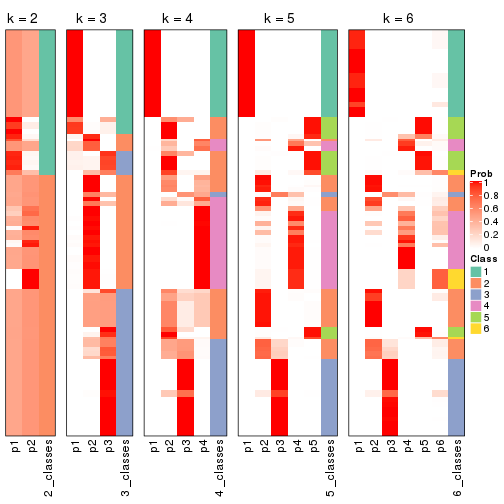 k = 2
k = 3
k = 4
k = 5
k = 6
Prob
1
0.8
0.6
0.4
0.2
0
Class
1
2
3
4
5
6
p1
p2
2_classes
p1
p2
p3
3_classes
p1
p2
p3
p4
4_classes
p1
p2
p3
p4
p5
5_classes
p1
p2
p3
p4
p5
p6
6_classes